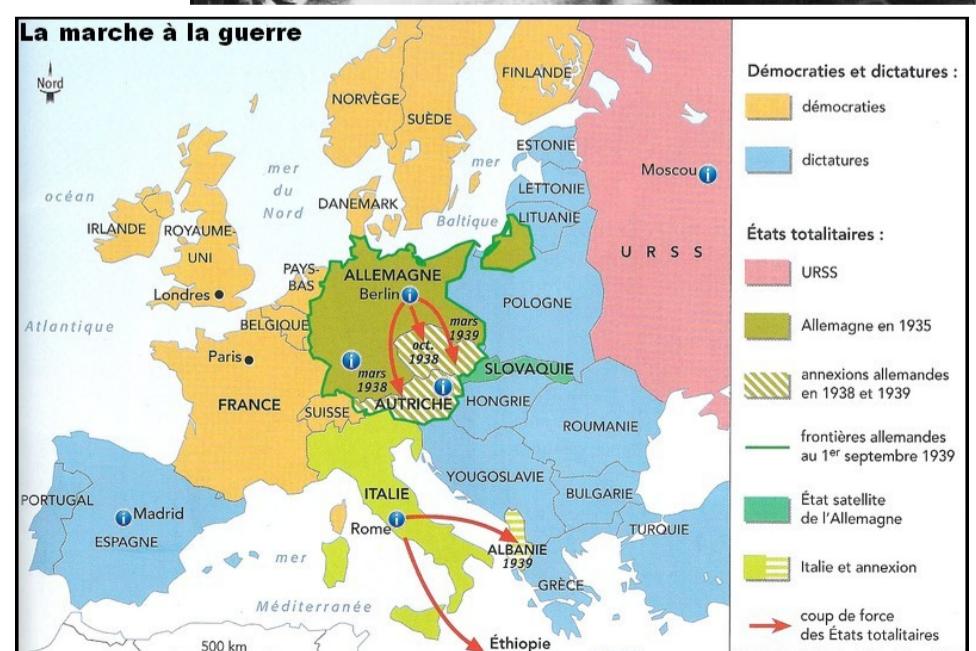 La marche à la guerre
Nord
FINLANDE
NORVÈGE
SUÈDE
ESTONIE
Moscou
mer
du
Nord
mer
Baltique
LETTONIE
océan
DANEMARK
LITUANIE
IRLANDE
ROYAUME-
UNI
URSS
PAYS-
BAS
ALLEMAGNE
Berlin
Londres
POLOGNE
Atlantique
BELGIQUE
mars
1939
oct.
1938
Paris
mars
1938
SLOVAQUIE
FRANCE
SUISSE
AUTRICHE
HONGRIE
ROUMANIE
YOUGOSLAVIE
PORTUGAL
Madrid
ESPAGNE
ITALIE
Rome
BULGARIE
TURQUIE
ALBANIE
1939
mer
GRÈCE
Méditerranée
500 km
Éthiopie
Démocraties et dictatures :
démocraties
dictatures
États totalitaires :
URSS
Allemagne en 1935
annexions allemandes
en 1938 et 1939
frontières allemandes
au 1er septembre 1939
État satellite
de l'Allemagne
Italie et annexion
coup de force
des États totalitaires